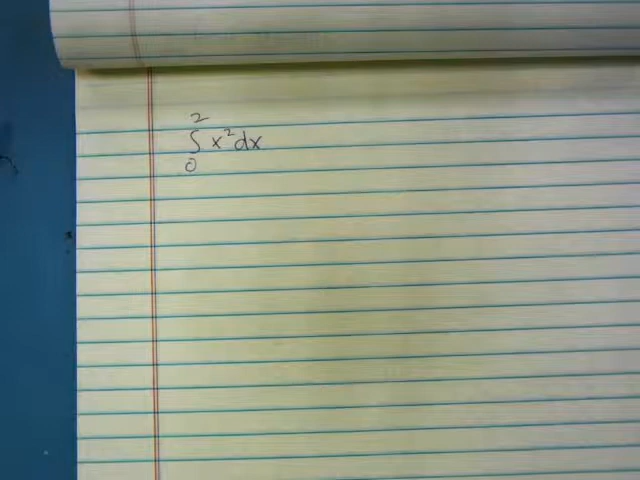 ∫₀² x² dx